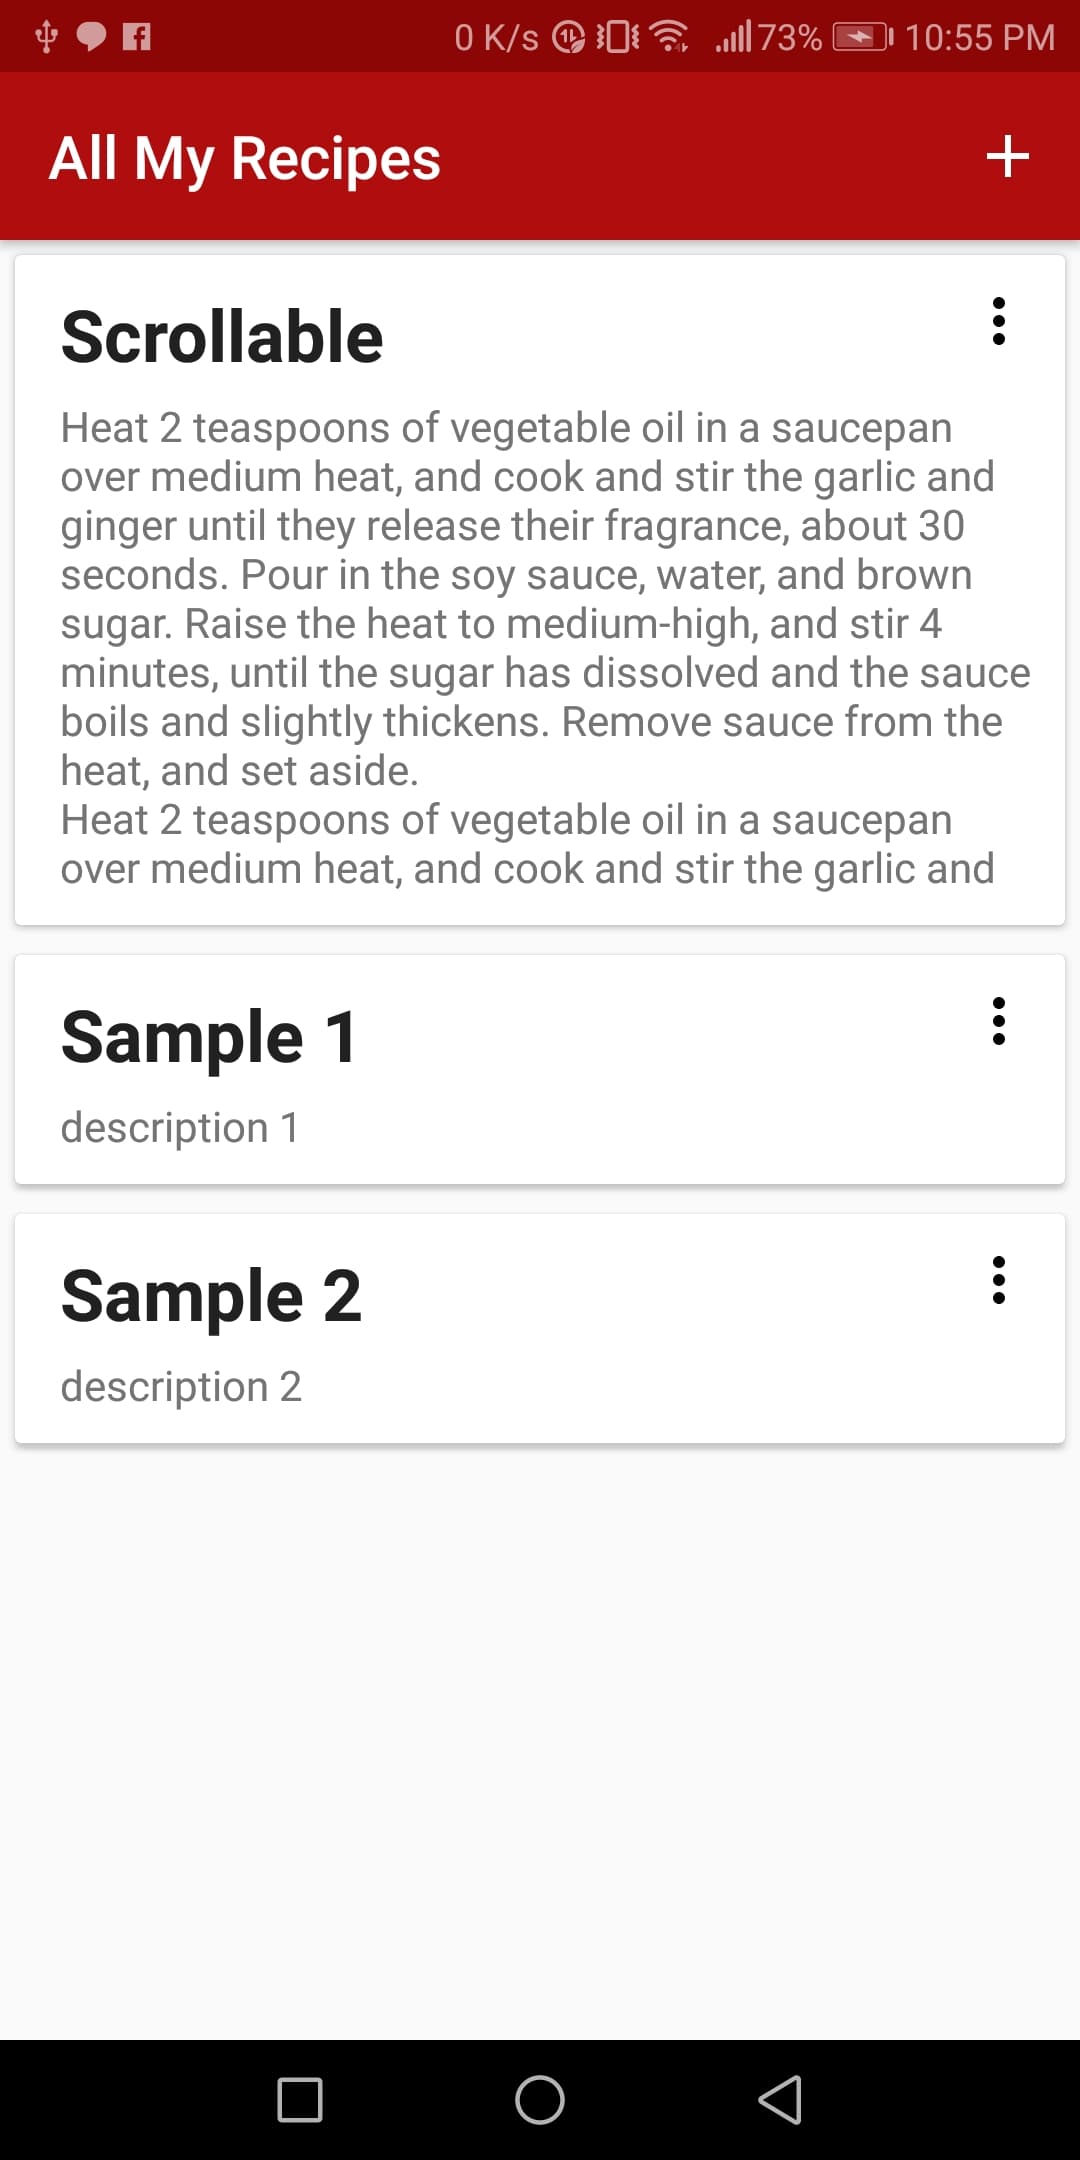 0 K/s 73% 10:55 PM
All My Recipes +
Scrollable
Heat 2 teaspoons of vegetable oil in a saucepan
over medium heat, and cook and stir the garlic and
ginger until they release their fragrance, about 30
seconds. Pour in the soy sauce, water, and brown
sugar. Raise the heat to medium-high, and stir 4
minutes, until the sugar has dissolved and the sauce
boils and slightly thickens. Remove sauce from the
heat, and set aside.
Heat 2 teaspoons of vegetable oil in a saucepan
over medium heat, and cook and stir the garlic and
Sample 1
description 1
Sample 2
description 2